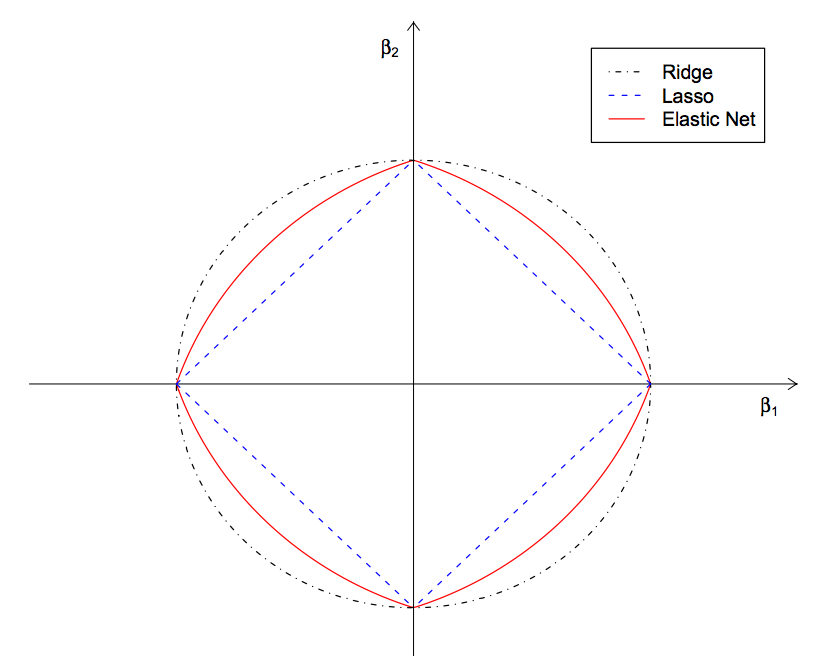 β₂
Ridge
Lasso
Elastic Net
β₁